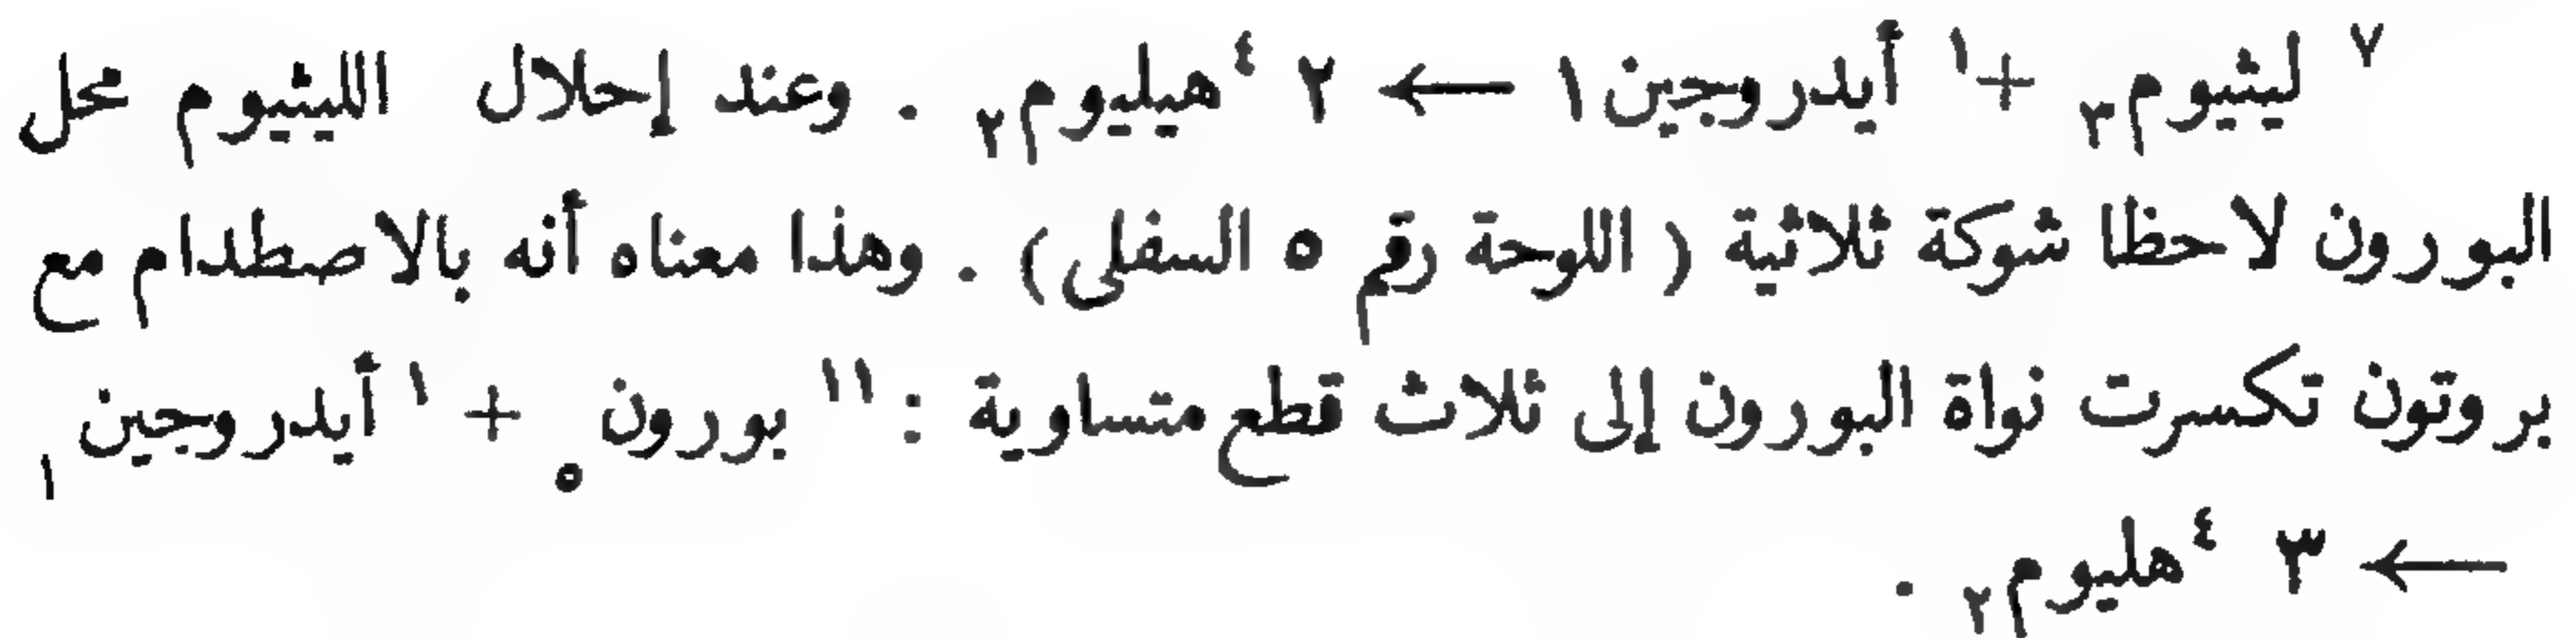 ٧ ليثيوم٣ +١ أيدروجين١ ← ٢ ٤هيليوم٢ . وعند إحلال الليثيوم محل
البورون لاحظا شوكة ثلاثية ( اللوحة رقم ٥ السفلى ) . وهذا معناه أنه بالاصطدام مع
بروتون تكسرت نواة البورون إلى ثلاث قطع متساوية : ١١ بورون٥ + ١ أيدروجين١
← ٣ ٤هليوم٢ .